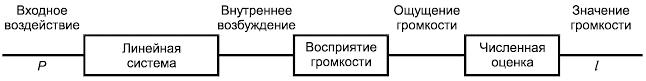 Входное
воздействие
Внутреннее
возбуждение
Ощущение
громкости
Значение
громкости
P
Линейная
система
Восприятие
громкости
Численная
оценка
l